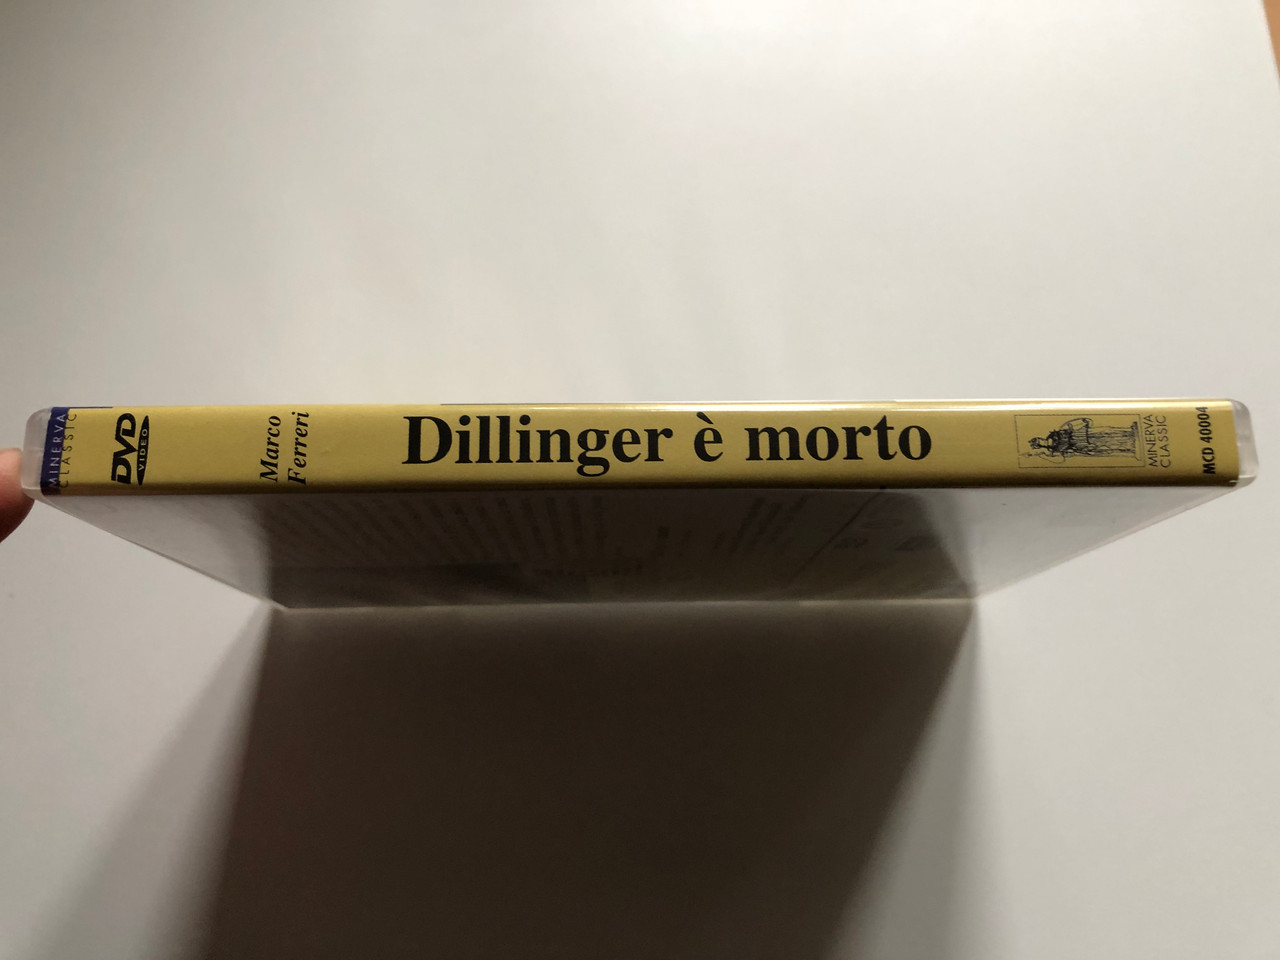 MINERVA
CLASSIC
DVD
VIDEO
Marco
Ferreri
Dillinger è morto
MINERVA
CLASSIC
MCD 40004